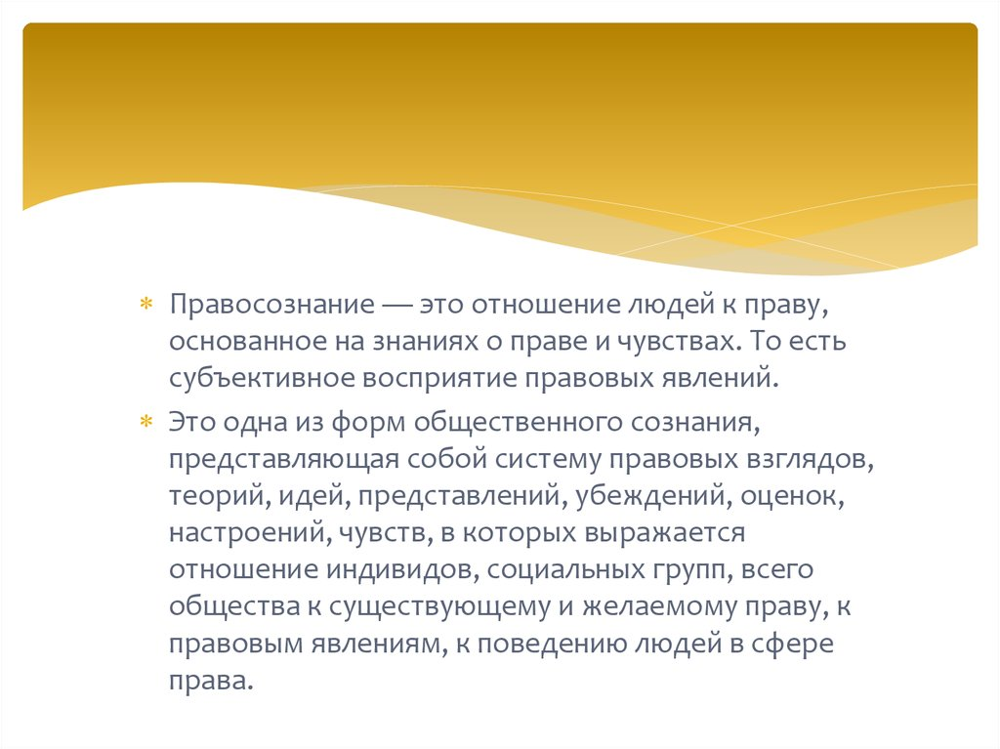 * Правосознание — это отношение людей к праву,
основанное на знаниях о праве и чувствах. То есть
субъективное восприятие правовых явлений.
* Это одна из форм общественного сознания,
представляющая собой систему правовых взглядов,
теорий, идей, представлений, убеждений, оценок,
настроений, чувств, в которых выражается
отношение индивидов, социальных групп, всего
общества к существующему и желаемому праву, к
правовым явлениям, к поведению людей в сфере
права.